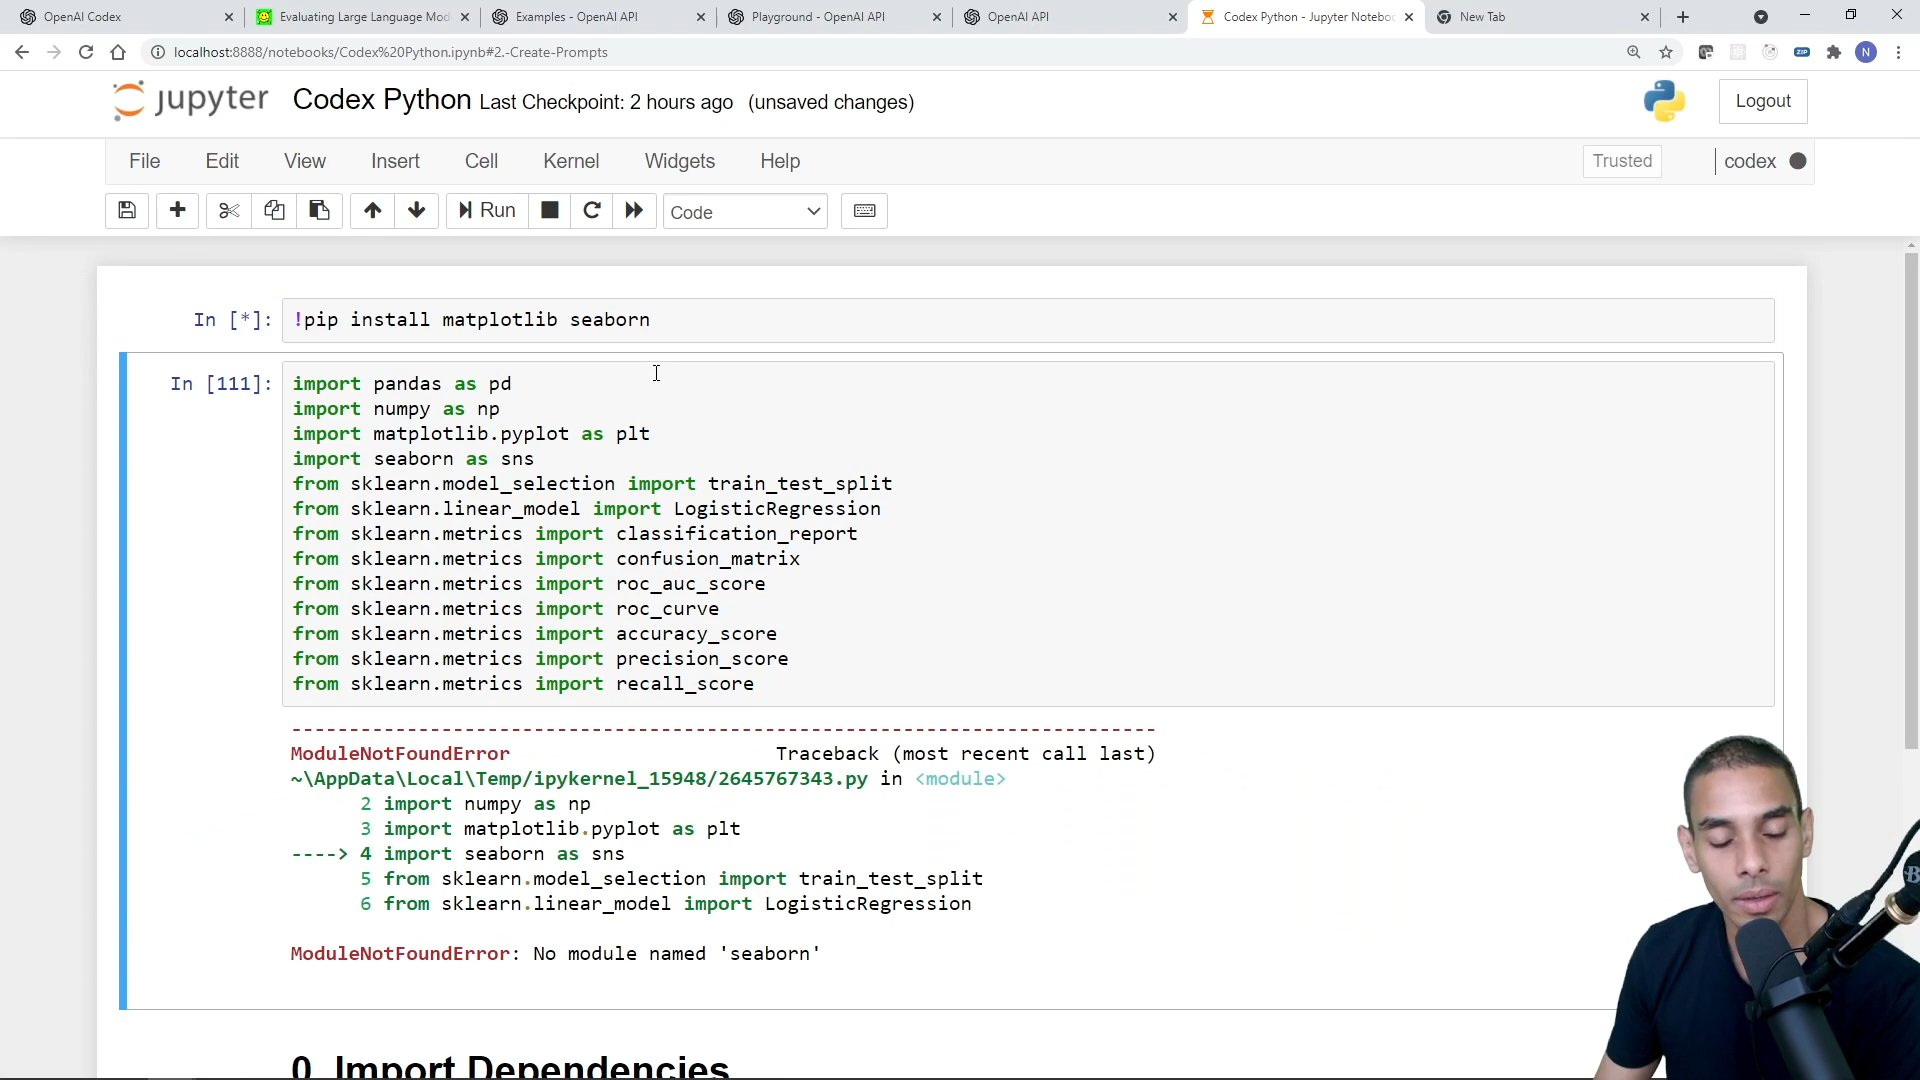 OpenAI Codex
Evaluating Large Language Mod
Examples - OpenAI API
Playground - OpenAI API
OpenAI API
Codex Python - Jupyter Noteboo
New Tab
localhost:8888/notebooks/Codex%20Python.ipynb#2.-Create-Prompts
ZIP
N
jupyter
Codex Python Last Checkpoint: 2 hours ago (unsaved changes)
Logout
File
Edit
View
Insert
Cell
Kernel
Widgets
Help
Trusted
codex
Run
Code
In [*]: !pip install matplotlib seaborn
In [111]: import pandas as pd
import numpy as np
import matplotlib.pyplot as plt
import seaborn as sns
from sklearn.model_selection import train_test_split
from sklearn.linear_model import LogisticRegression
from sklearn.metrics import classification_report
from sklearn.metrics import confusion_matrix
from sklearn.metrics import roc_auc_score
from sklearn.metrics import roc_curve
from sklearn.metrics import accuracy_score
from sklearn.metrics import precision_score
from sklearn.metrics import recall_score
---------------------------------------------------------------------------
ModuleNotFoundError Traceback (most recent call last)
~\AppData\Local\Temp/ipykernel_15948/2645767343.py in <module>
2 import numpy as np
3 import matplotlib.pyplot as plt
----> 4 import seaborn as sns
5 from sklearn.model_selection import train_test_split
6 from sklearn.linear_model import LogisticRegression
ModuleNotFoundError: No module named 'seaborn'
0. Import Dependencies